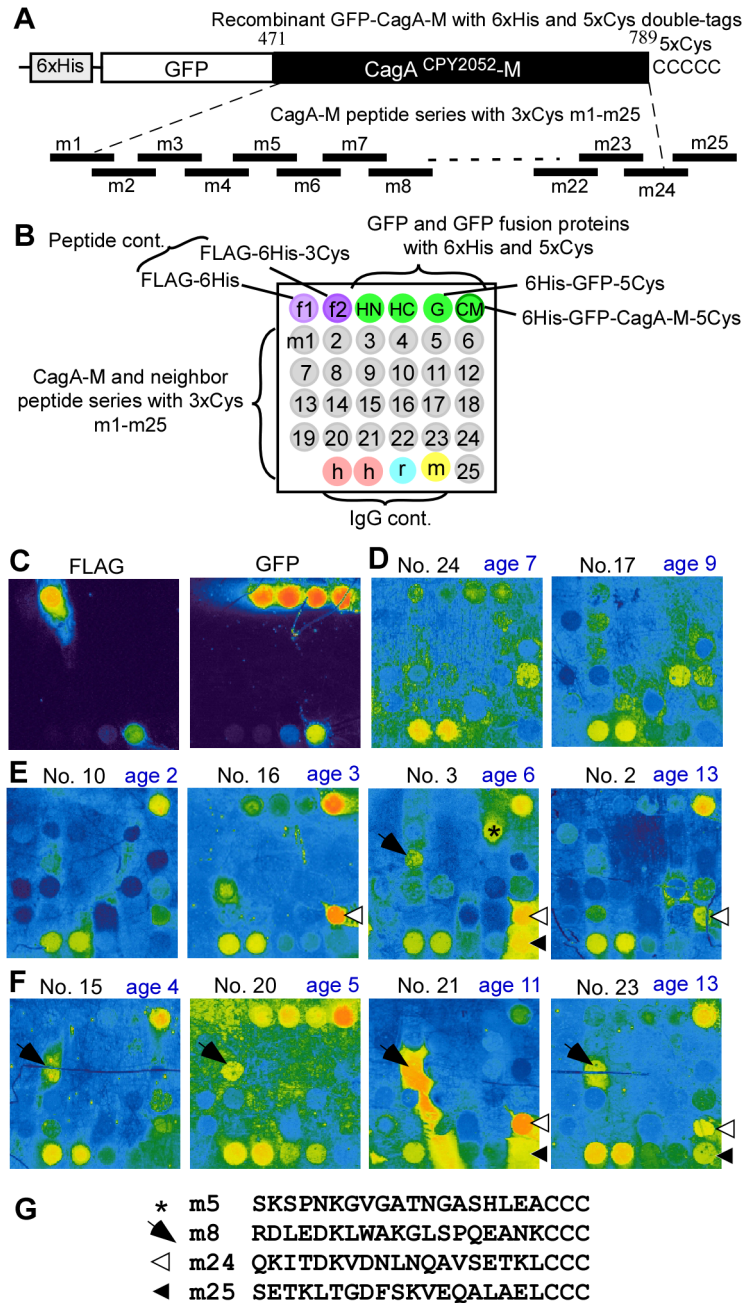 A
Recombinant GFP-CagA-M with 6xHis and 5xCys double-tags
471
789
5xCys
6xHis
GFP
CagA CPY2052-M
CCCCC
CagA-M peptide series with 3xCys m1-m25
m1
m3
m5
m7
m23
m25
m2
m4
m6
m8
m22
m24
B
Peptide cont.
FLAG-6His-3Cys
FLAG-6His
GFP and GFP fusion proteins
with 6xHis and 5xCys
6His-GFP-5Cys
6His-GFP-CagA-M-5Cys
f1 f2 HN HC G CM
m1 2 3 4 5 6
7 8 9 10 11 12
13 14 15 16 17 18
19 20 21 22 23 24
h h r m 25
CagA-M and neighbor
peptide series with 3xCys
m1-m25
IgG cont.
C
FLAG
GFP
D
No. 24 age 7
No.17 age 9
E
No. 10 age 2
No. 16 age 3
No. 3 age 6
No. 2 age 13
*
F
No. 15 age 4
No. 20 age 5
No. 21 age 11
No. 23 age 13
G
* m5 SKSPNKGVGATNGASHLEACCC
m8 RDLEDKLWAKGLSPQEANKCCC
m24 QKITDKVDNLNQAVSETKLCCC
m25 SETKLTGDFSKVEQALAELCCC